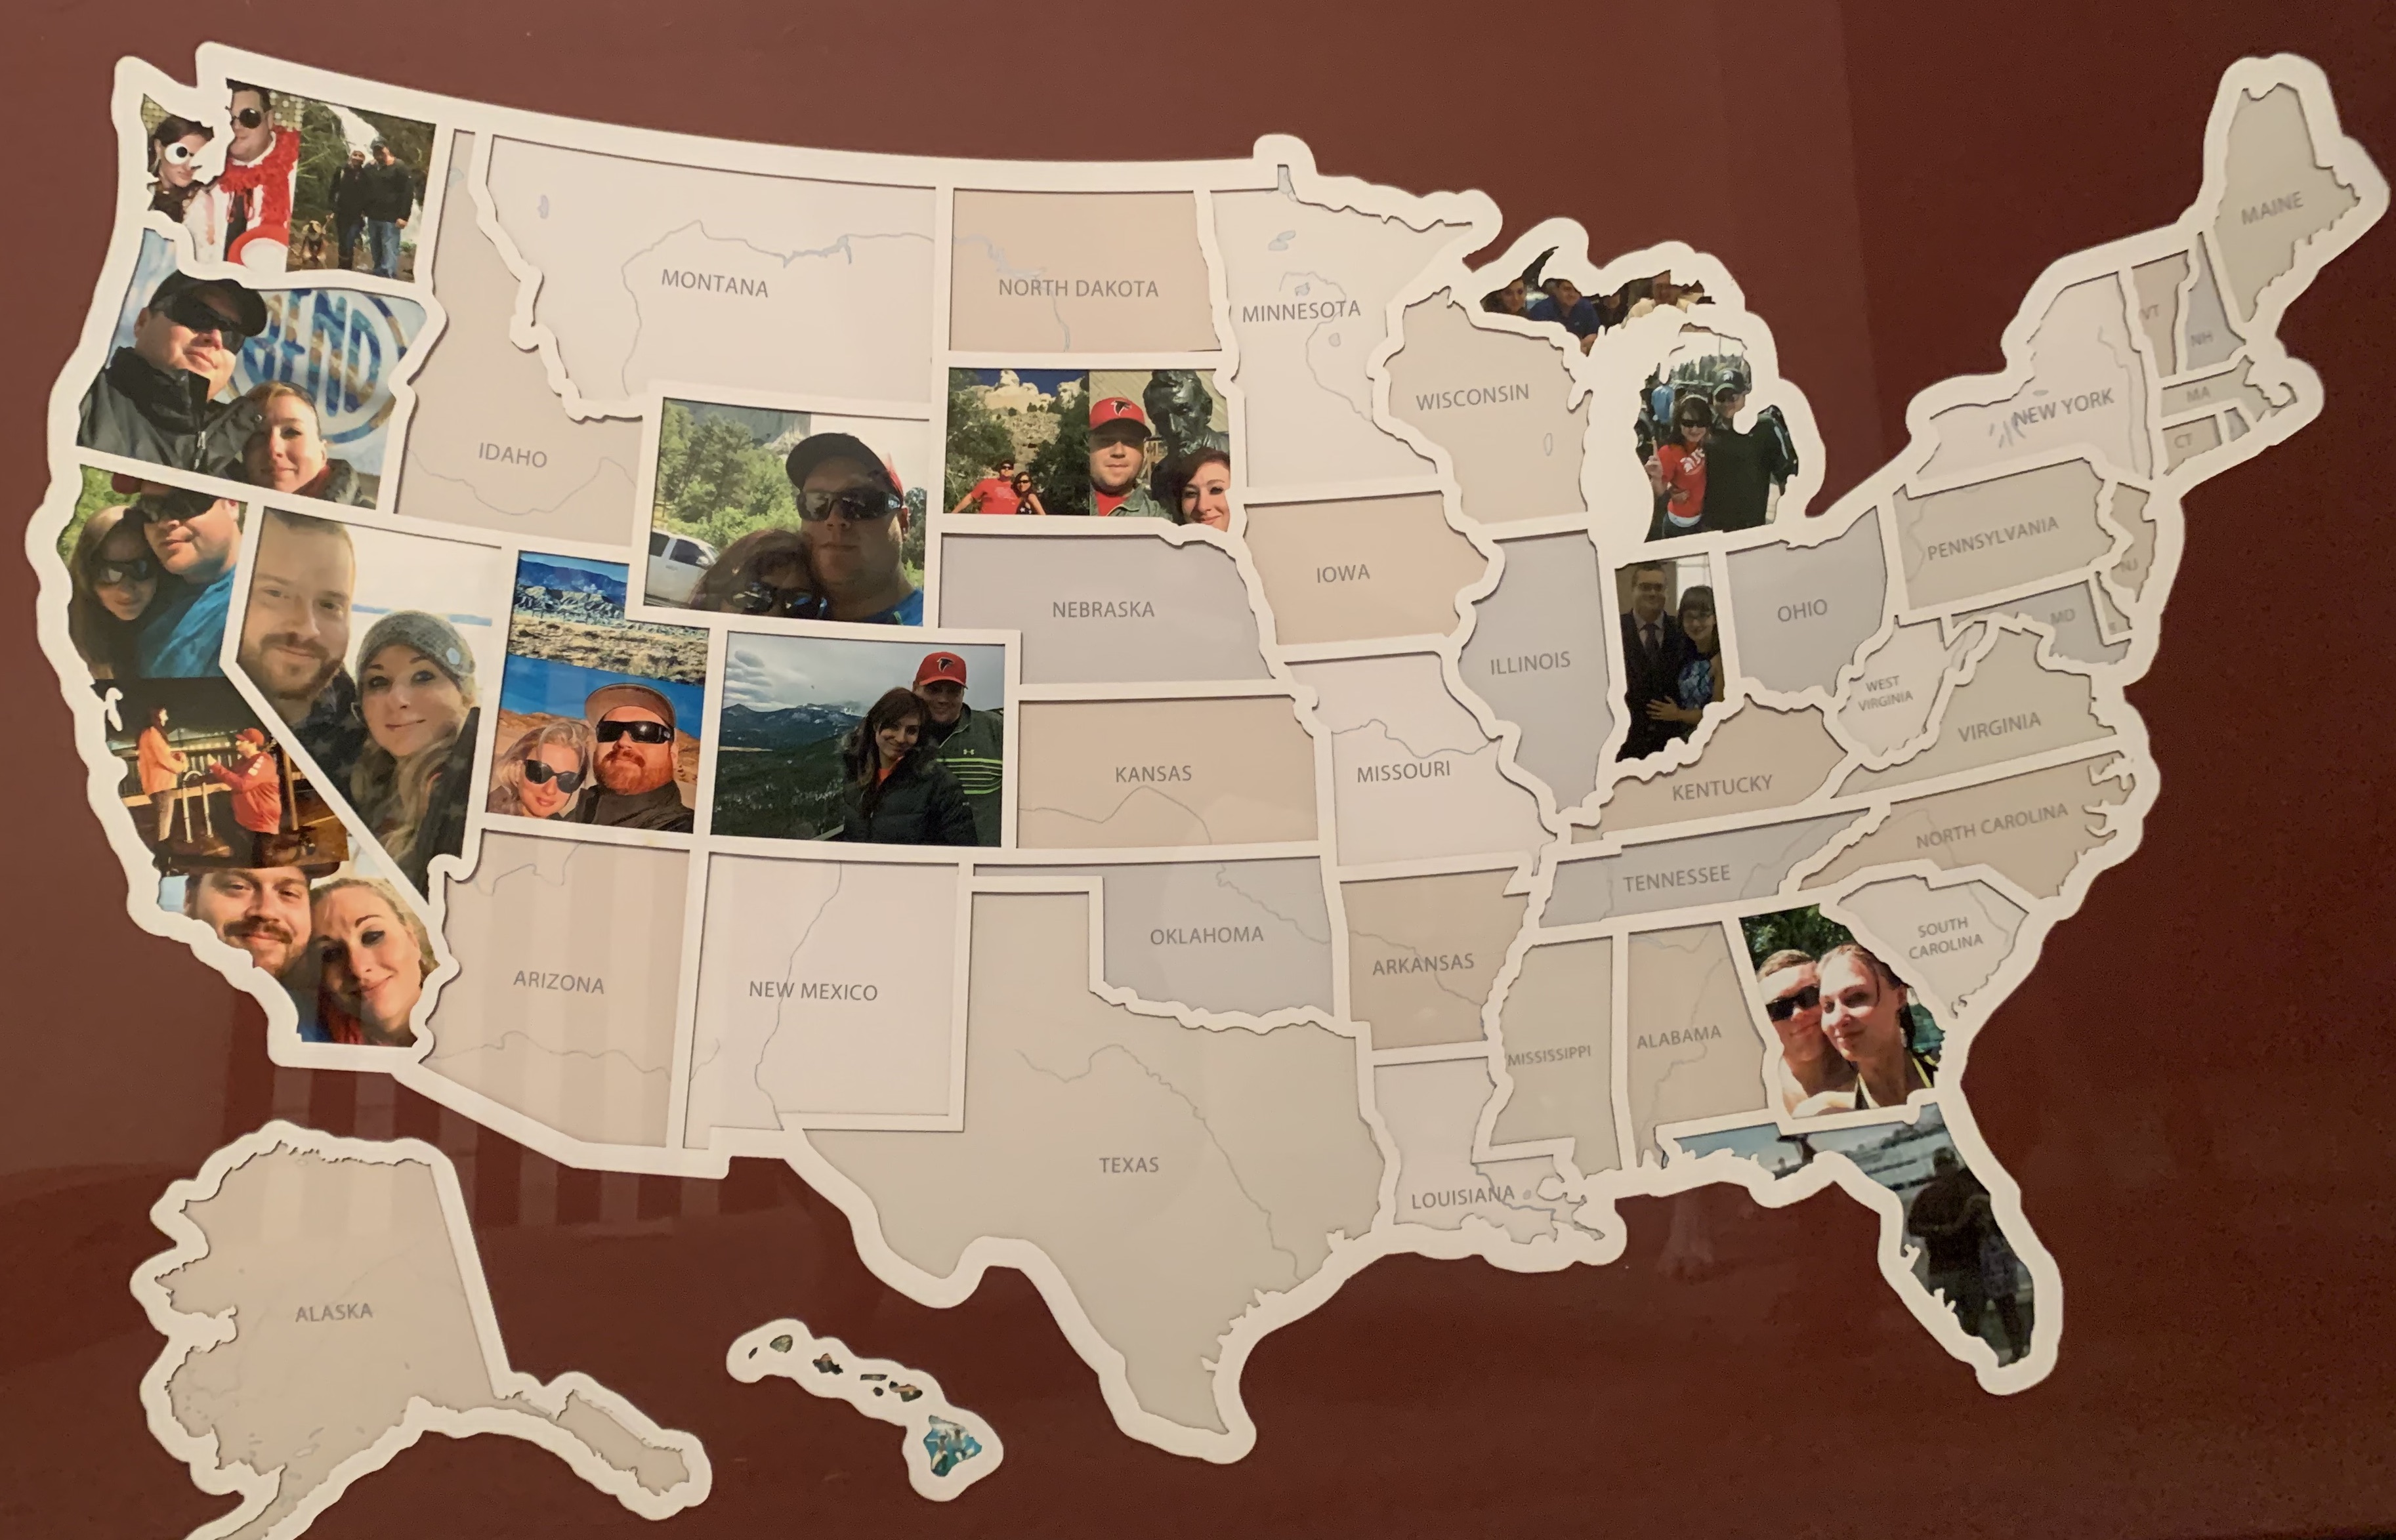 MONTANA
NORTH DAKOTA
MINNESOTA
MAINE
VT
NH
WISCONSIN
NEW YORK
MA
CT
IDAHO
BEND
IOWA
NEBRASKA
PENNSYLVANIA
NJ
OHIO
MD
ILLINOIS
WEST
VIRGINIA
VIRGINIA
KANSAS
MISSOURI
KENTUCKY
NORTH CAROLINA
TENNESSEE
SOUTH
CAROLINA
OKLAHOMA
ARKANSAS
ARIZONA
NEW MEXICO
MISSISSIPPI
ALABAMA
TEXAS
LOUISIANA
ALASKA